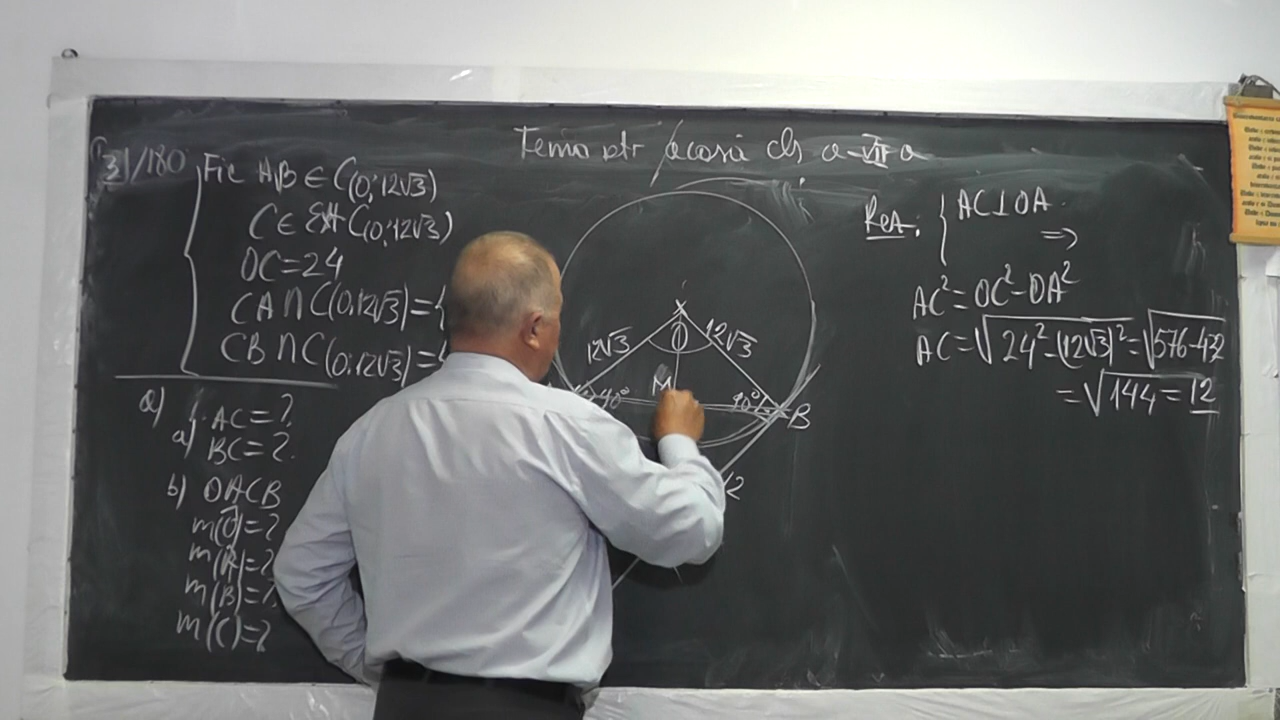 Temă ptr acasă cls a-VII a
3|/180 Fie A,B ∈ C(O;12√3)
C ∈ Ext C(O;12√3)
OC=24
CA∩C(O,12√3)={
CB∩C(O,12√3)={
a) AC=?
a) BC=?
b) OACB
m(O)=?
m(A)=?
m(B)=?
m(C)=?
12√3
12√3
O
M
90°
90°
B
12
Rez:
AC⊥OA ⇒
AC²=OC²-OA²
AC=√24²-(12√3)²=√576-432
=√144=12